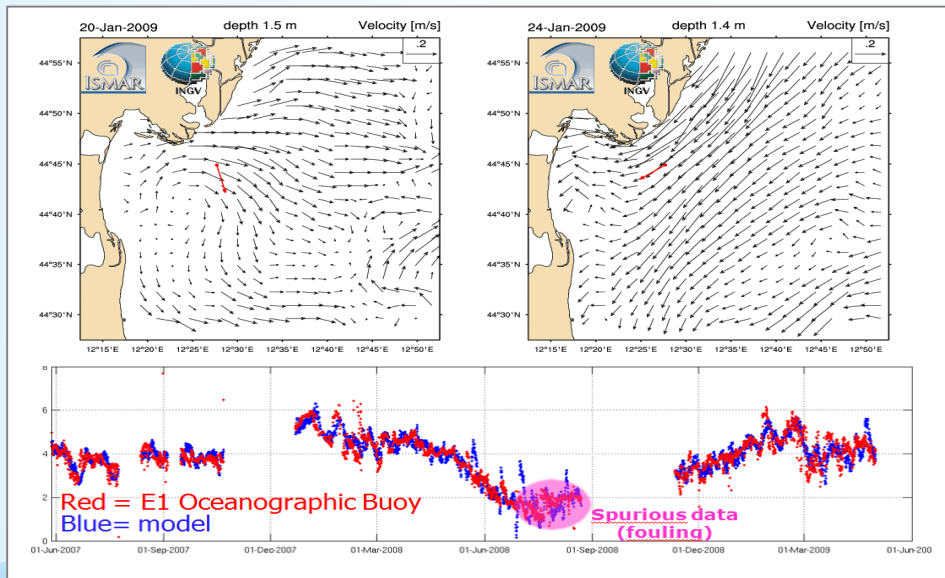 20-Jan-2009 depth 1.5 m Velocity [m/s]
.2
ISMAR
INGV
44°55'N
44°50'N
44°45'N
44°40'N
44°35'N
44°30'N
12°15'E 12°20'E 12°25'E 12°30'E 12°35'E 12°40'E 12°45'E 12°50'E
24-Jan-2009 depth 1.4 m Velocity [m/s]
.2
ISMAR
INGV
44°55'N
44°50'N
44°45'N
44°40'N
44°35'N
44°30'N
12°15'E 12°20'E 12°25'E 12°30'E 12°35'E 12°40'E 12°45'E 12°50'E
8
6
4
2
0
Red = E1 Oceanographic Buoy
Blue= model
Spurious data
(fouling)
01-Jun-2007 01-Sep-2007 01-Dec-2007 01-Mar-2008 01-Jun-2008 01-Sep-2008 01-Dec-2008 01-Mar-2009 01-Jun-200